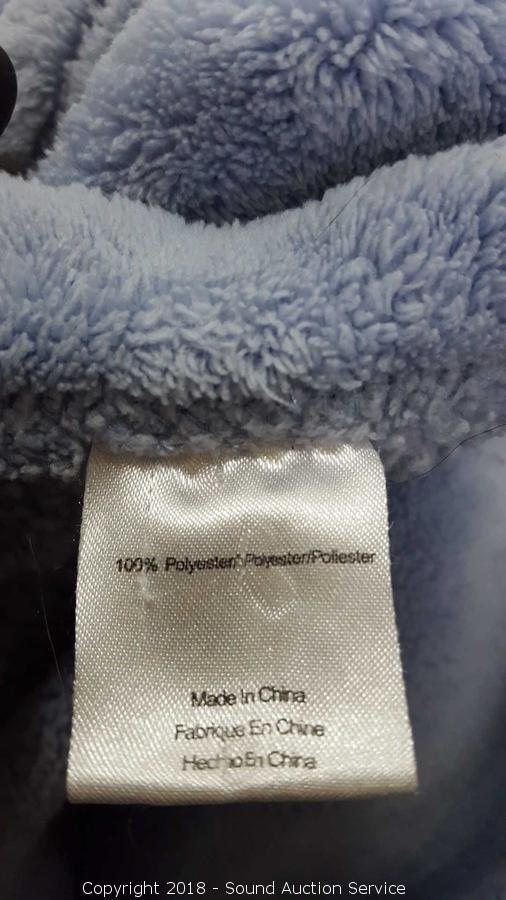 100% Polyester/Polyester/Poliester
Made In China
Fabrique En Chine
Hecho En China
Copyright 2018 - Sound Auction Service